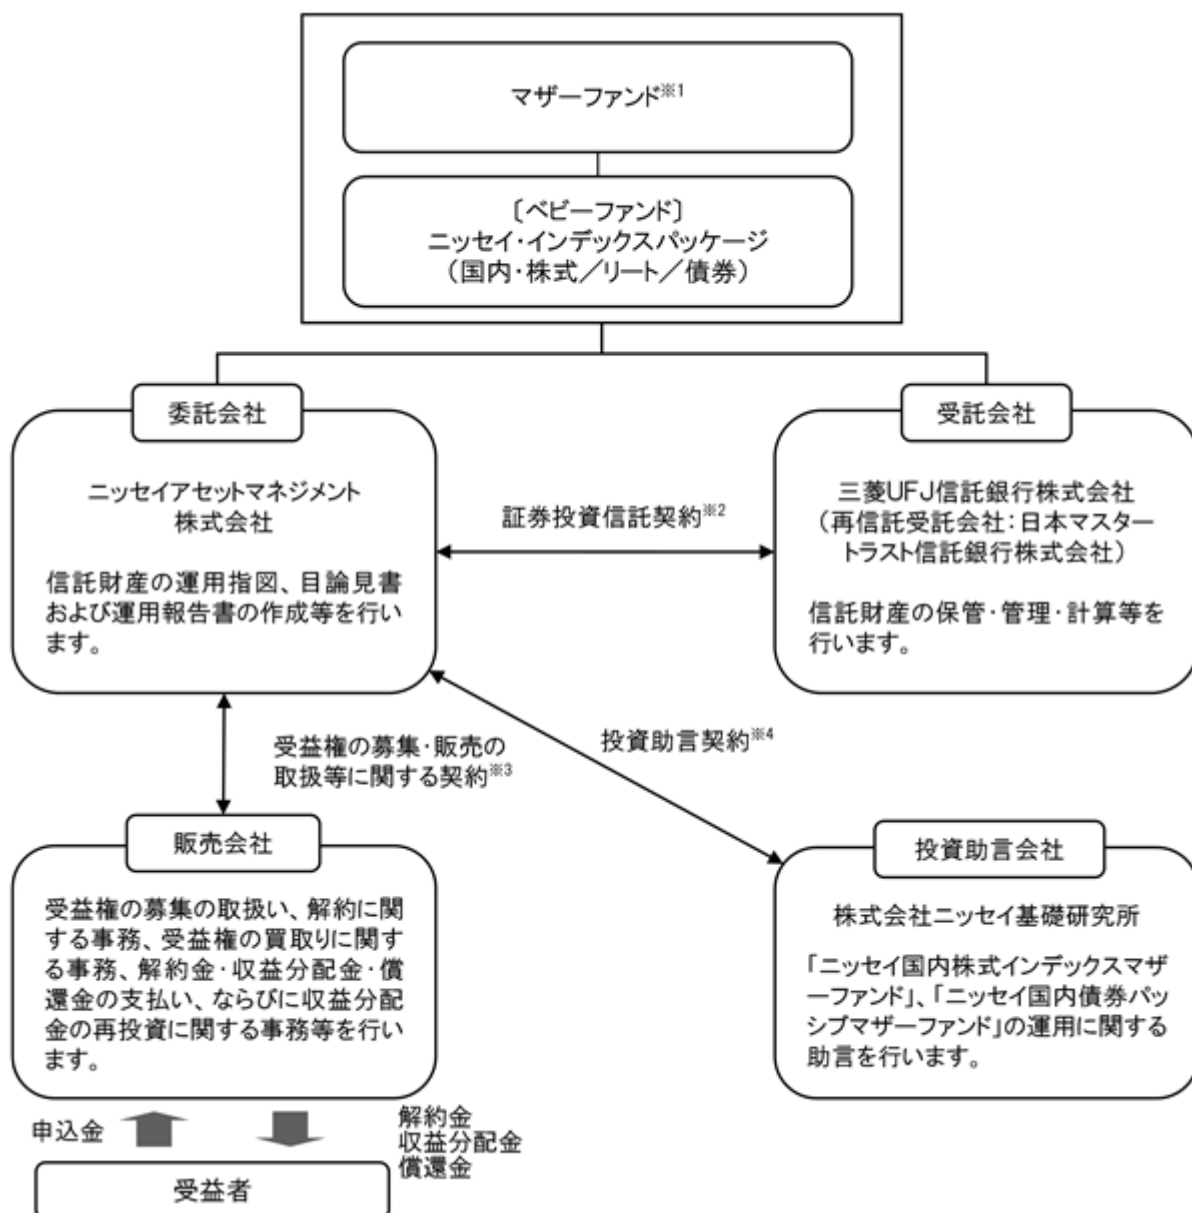 マザーファンド※1
〔ベビーファンド〕
ニッセイ・インデックスパッケージ
（国内・株式／リート／債券）
委託会社
ニッセイアセットマネジメント
株式会社
信託財産の運用指図、目論見書
および運用報告書の作成等を行い
ます。
証券投資信託契約※2
受託会社
三菱UFJ信託銀行株式会社
（再信託受託会社：日本マスター
トラスト信託銀行株式会社）
信託財産の保管・管理・計算等を
行います。
受益権の募集・販売の
取扱等に関する契約※3
投資助言契約※4
販売会社
受益権の募集の取扱い、解約に関
する事務、受益権の買取りに関す
る事務、解約金・収益分配金・償
還金の支払い、ならびに収益分配
金の再投資に関する事務等を行い
ます。
投資助言会社
株式会社ニッセイ基礎研究所
「ニッセイ国内株式インデックスマザ
ーファンド」、「ニッセイ国内債券パッ
シブマザーファンド」の運用に関する
助言を行います。
申込金
解約金
収益分配金
償還金
受益者